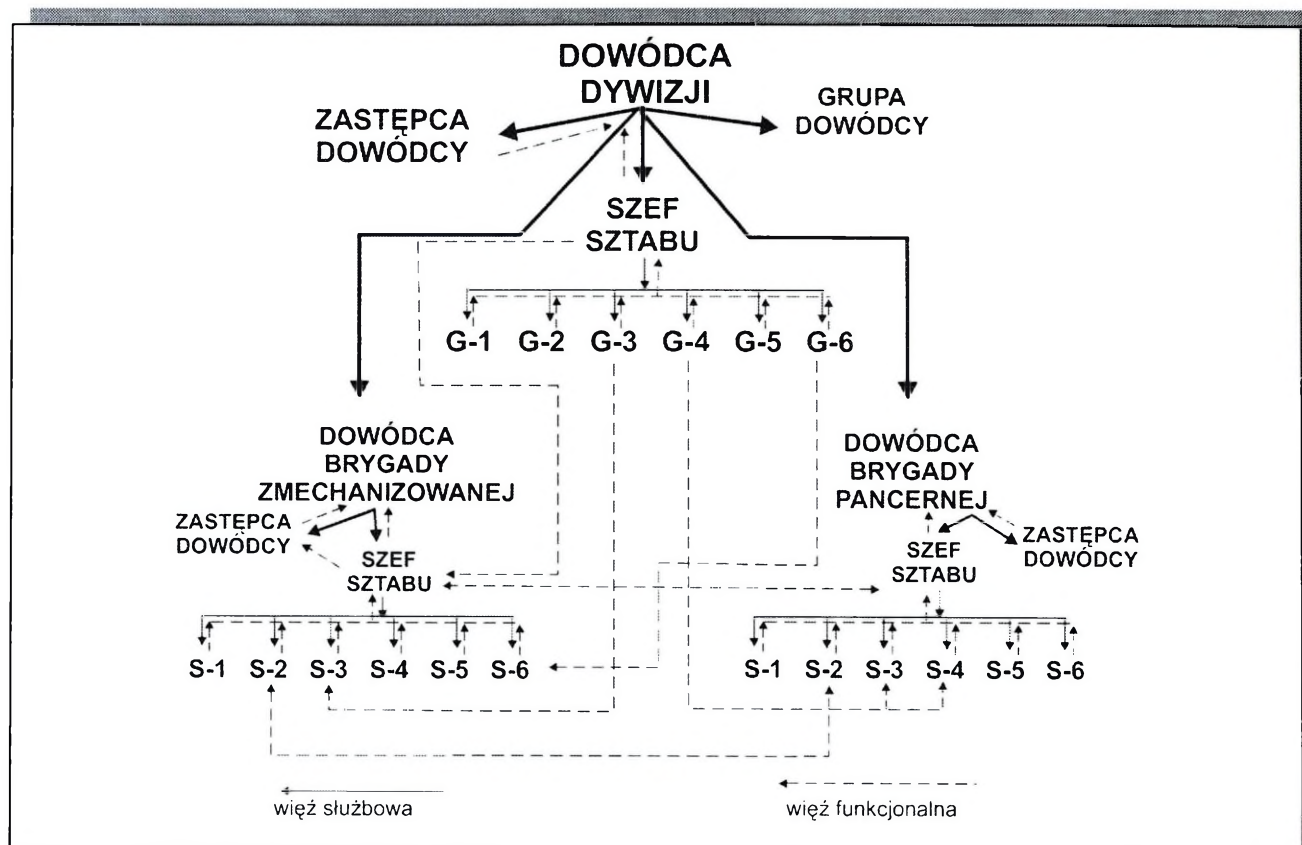 DOWÓDCA
DYWIZJI
ZASTĘPCA
DOWÓDCY
GRUPA
DOWÓDCY
SZEF
SZTABU
G-1 G-2 G-3 G-4 G-5 G-6
DOWÓDCA
BRYGADY
ZMECHANIZOWANEJ
ZASTĘPCA
DOWÓDCY
SZEF
SZTABU
S-1 S-2 S-3 S-4 S-5 S-6
DOWÓDCA
BRYGADY
PANCERNEJ
SZEF
SZTABU
ZASTĘPCA
DOWÓDCY
S-1 S-2 S-3 S-4 S-5 S-6
więź służbowa
więź funkcjonalna